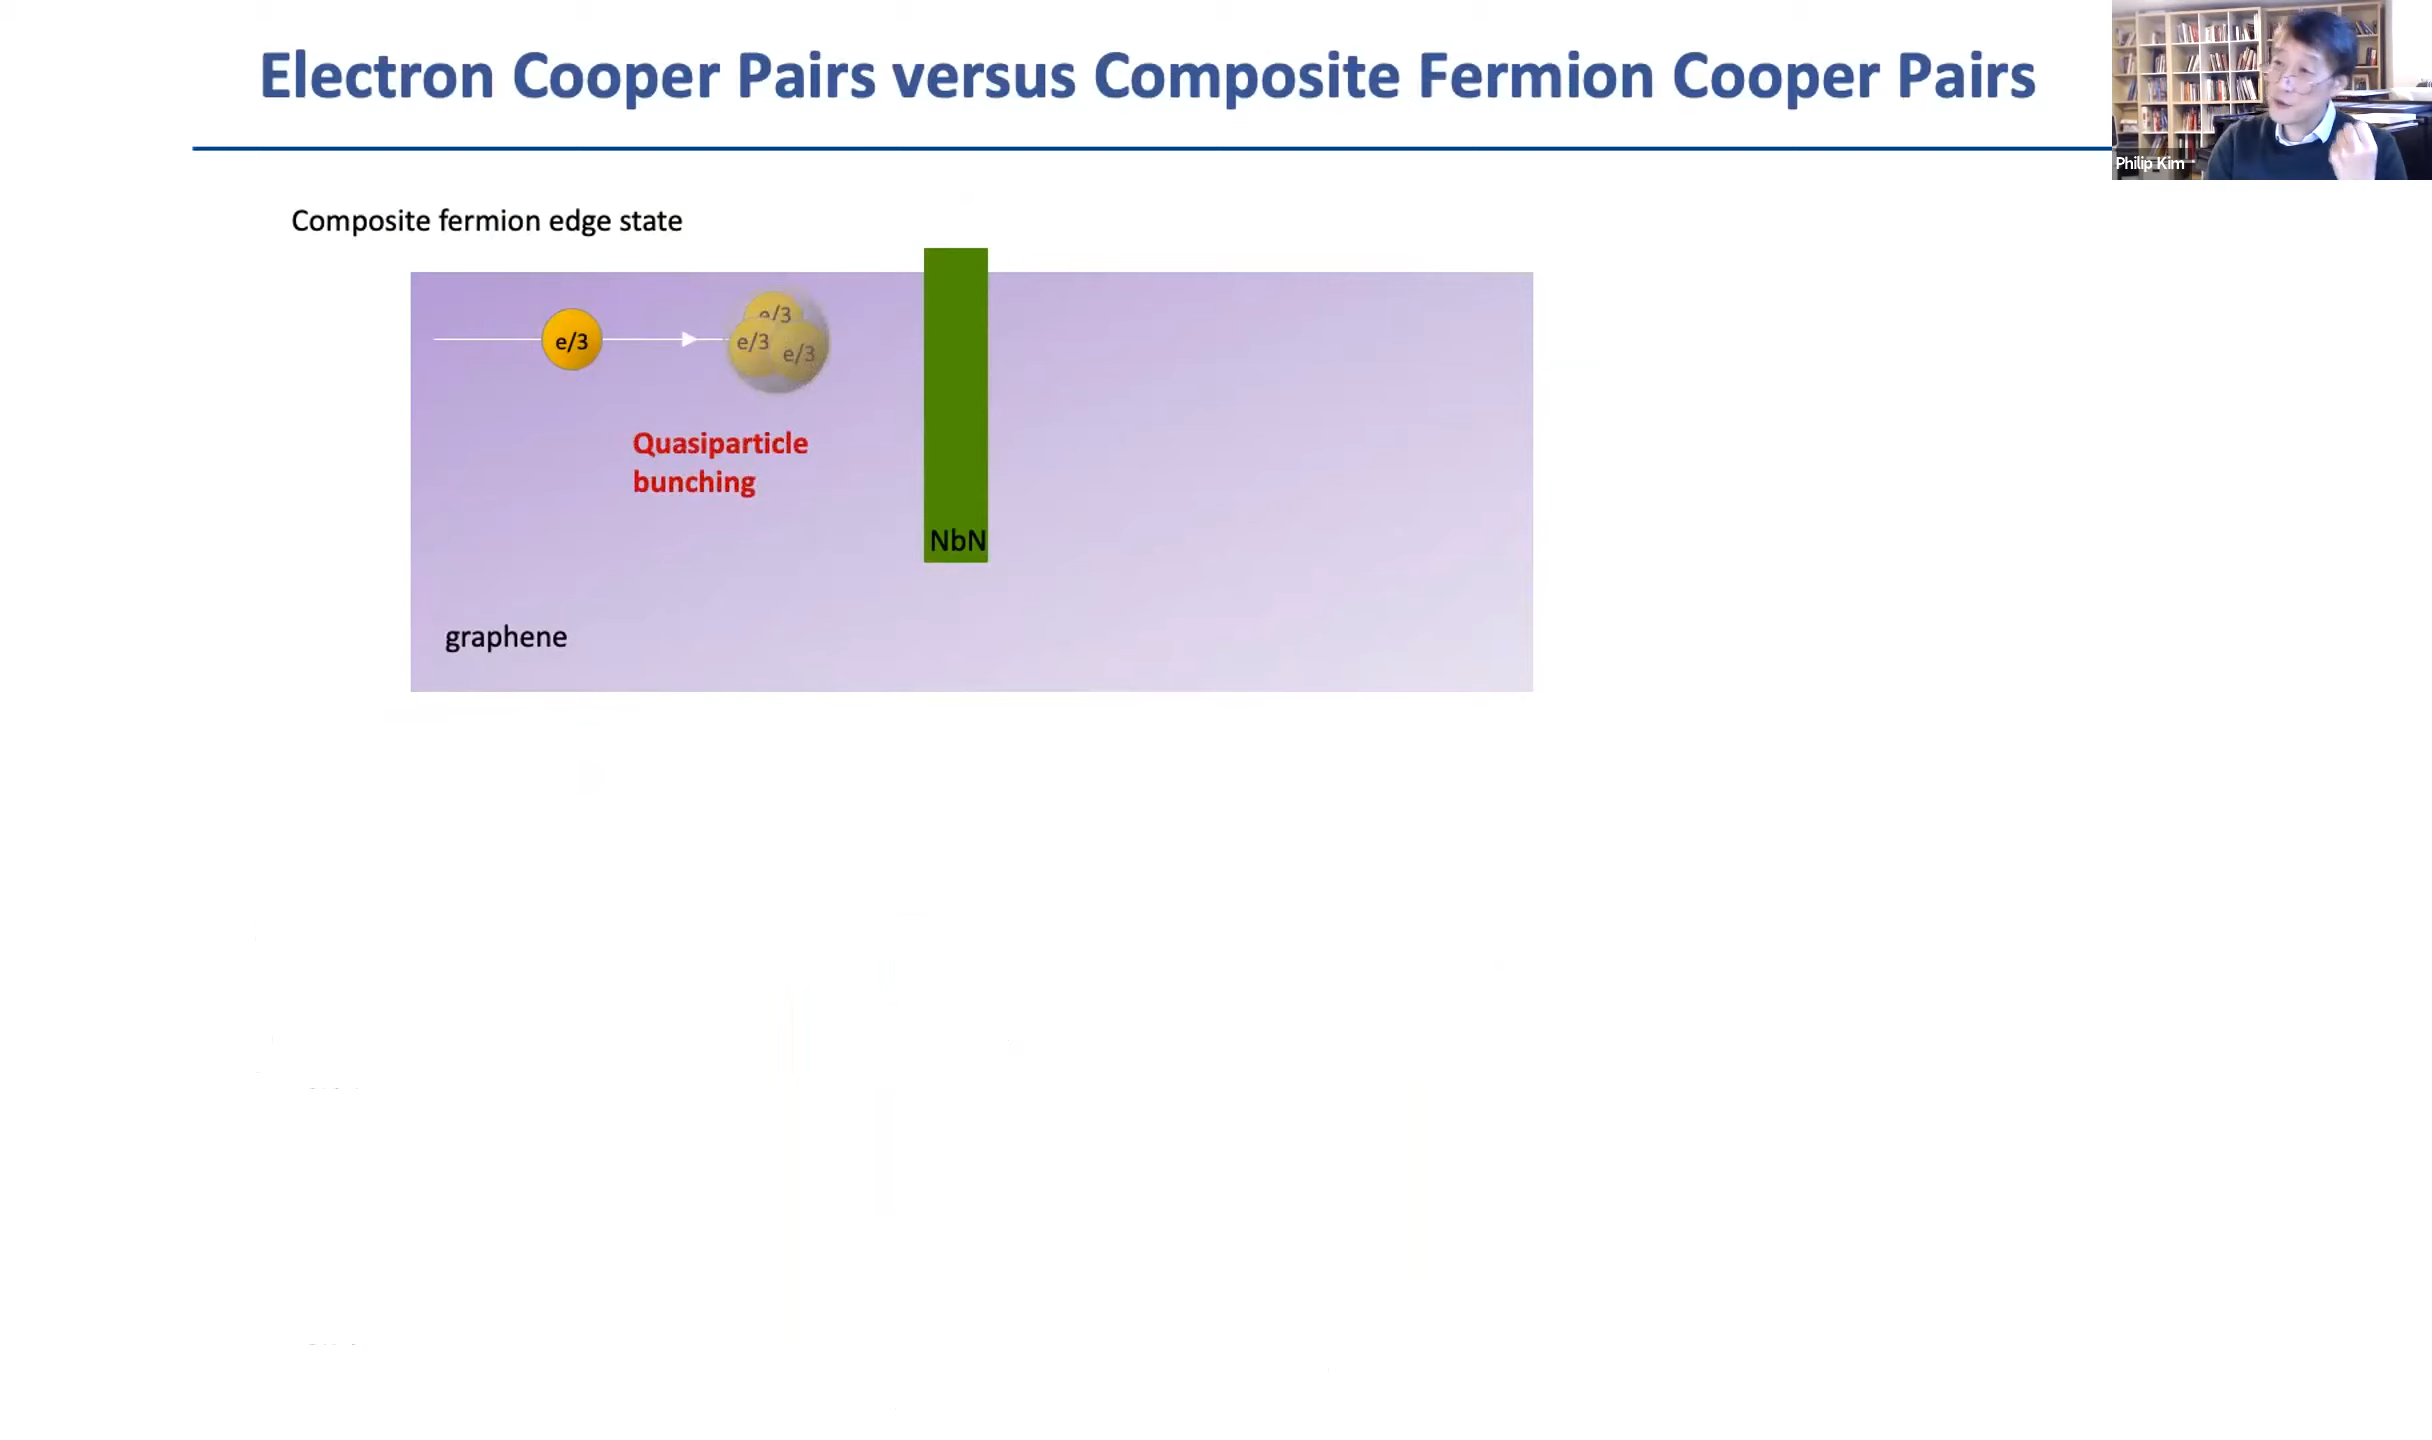 Electron Cooper Pairs versus Composite Fermion Cooper Pairs
Philip Kim
Composite fermion edge state
e/3
e/3
e/3
e/3
Quasiparticle
bunching
NbN
graphene